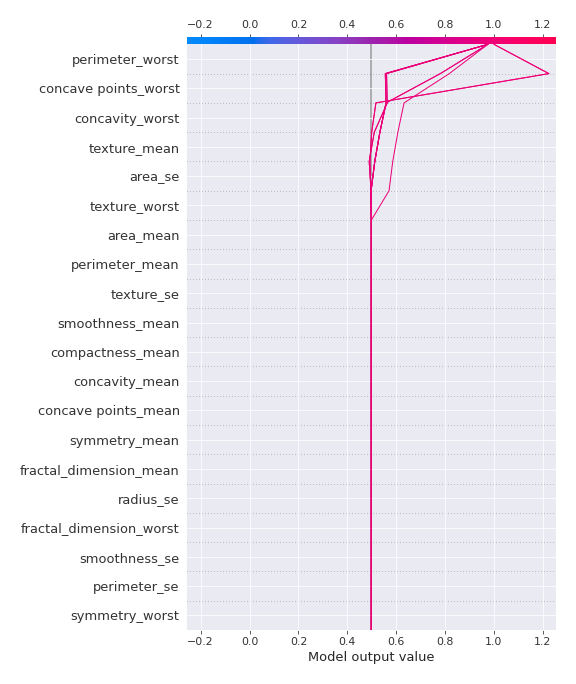 −0.2 0.0 0.2 0.4 0.6 0.8 1.0 1.2
perimeter_worst
concave points_worst
concavity_worst
texture_mean
area_se
texture_worst
area_mean
perimeter_mean
texture_se
smoothness_mean
compactness_mean
concavity_mean
concave points_mean
symmetry_mean
fractal_dimension_mean
radius_se
fractal_dimension_worst
smoothness_se
perimeter_se
symmetry_worst
−0.2 0.0 0.2 0.4 0.6 0.8 1.0 1.2
Model output value